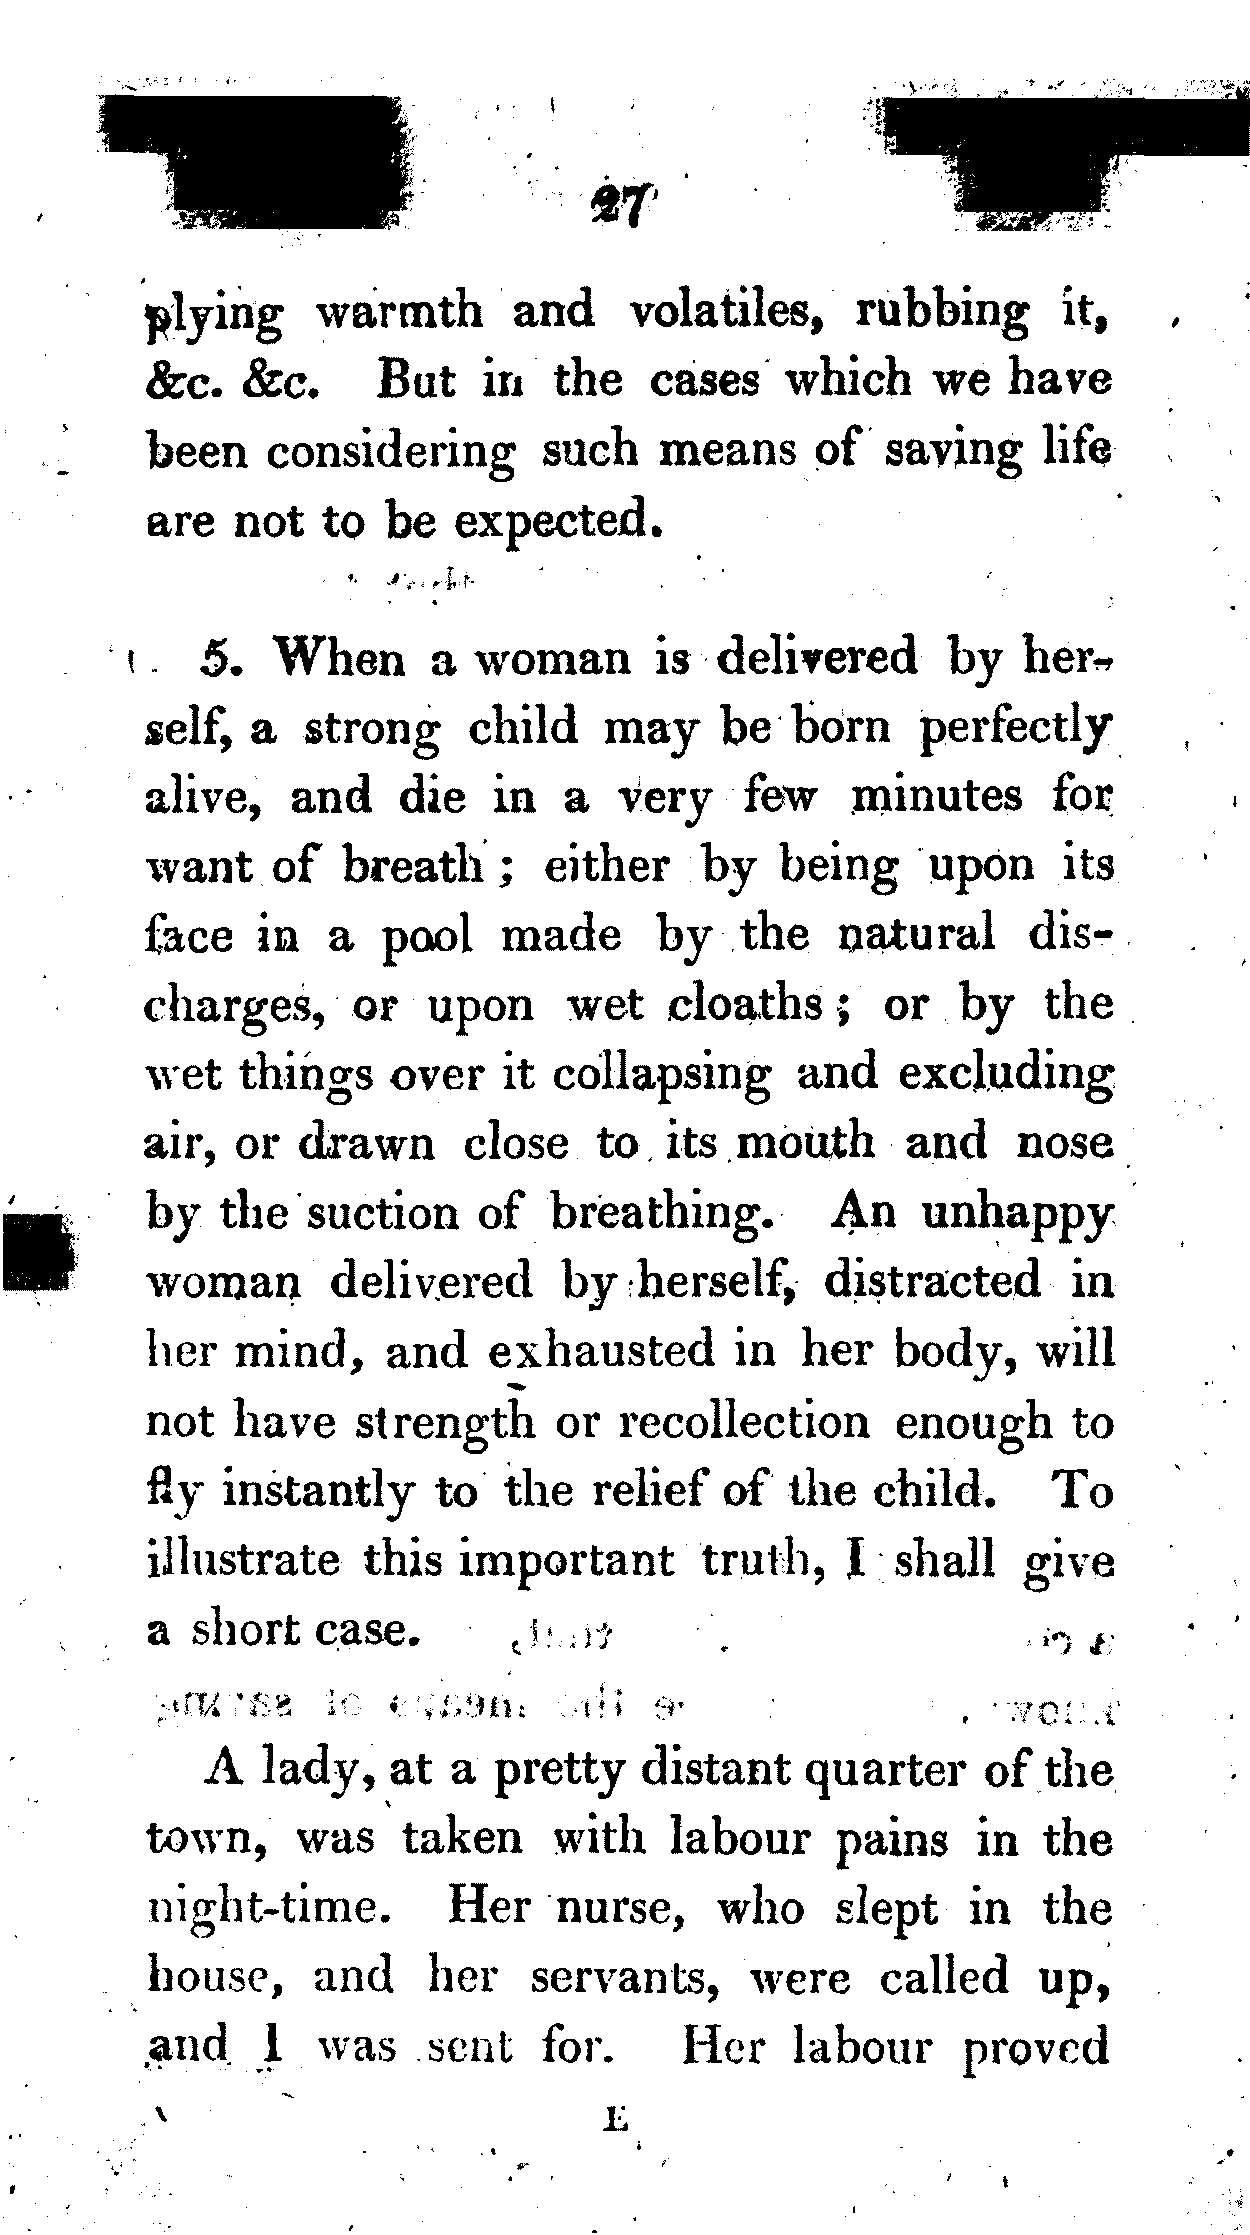 27
plying warmth and volatiles, rubbing it,
&c. &c. But in the cases which we have
been considering such means of saving life
are not to be expected.
5. When a woman is delivered by her-
self, a strong child may be born perfectly
alive, and die in a very few minutes for
want of breath; either by being upon its
face in a pool made by the natural dis-
charges, or upon wet cloaths; or by the
wet things over it collapsing and excluding
air, or drawn close to its mouth and nose
by the suction of breathing. An unhappy
woman delivered by herself, distracted in
her mind, and exhausted in her body, will
not have strength or recollection enough to
fly instantly to the relief of the child. To
illustrate this important truth, I shall give
a short case.
A lady, at a pretty distant quarter of the
town, was taken with labour pains in the
night-time. Her nurse, who slept in the
house, and her servants, were called up,
and I was sent for. Her labour proved
E